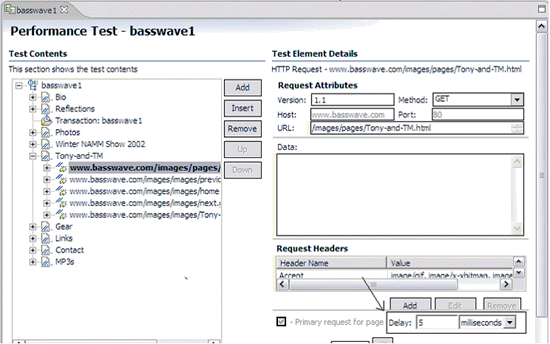 basswave1
Performance Test - basswave1
Test Contents
This section shows the test contents
basswave1
Bio
Reflections
Transaction: basswave1
Photos
Winter NAMM Show 2002
Tony-and-TM
www.basswave.com/images/pages/
www.basswave.com/images/images/previo
www.basswave.com/images/images/home
www.basswave.com/images/images/next.g
www.basswave.com/images/images/Tony-
Gear
Links
Contact
MP3s
Add
Insert
Remove
Up
Down
Test Element Details
HTTP Request - www.basswave.com/images/pages/Tony-and-TM.html
Request Attributes
Version: 1.1 Method: GET
Host: www.basswave.com Port: 80
URL: /images/pages/Tony-and-TM.html
Data:
Request Headers
Header Name Value
Accept image/gif, image/x-xbitmap, image
Add Edit Remove
- Primary request for page
Delay: 5 milliseconds